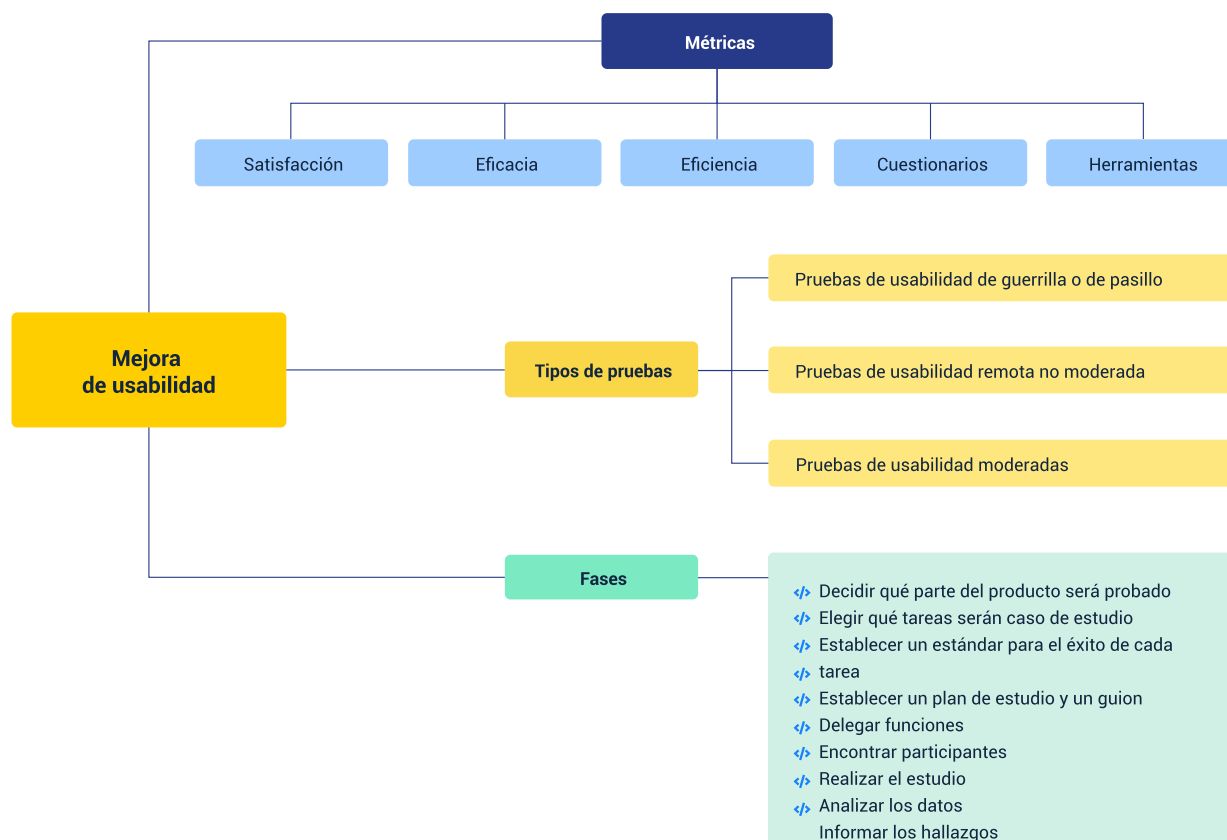 Métricas
Satisfacción
Eficacia
Eficiencia
Cuestionarios
Herramientas
Mejora
de usabilidad
Tipos de pruebas
Pruebas de usabilidad de guerrilla o de pasillo
Pruebas de usabilidad remota no moderada
Pruebas de usabilidad moderadas
Fases
</> Decidir qué parte del producto será probado
</> Elegir qué tareas serán caso de estudio
</> Establecer un estándar para el éxito de cada
</> tarea
</> Establecer un plan de estudio y un guion
</> Delegar funciones
</> Encontrar participantes
</> Realizar el estudio
</> Analizar los datos
Informar los hallazgos